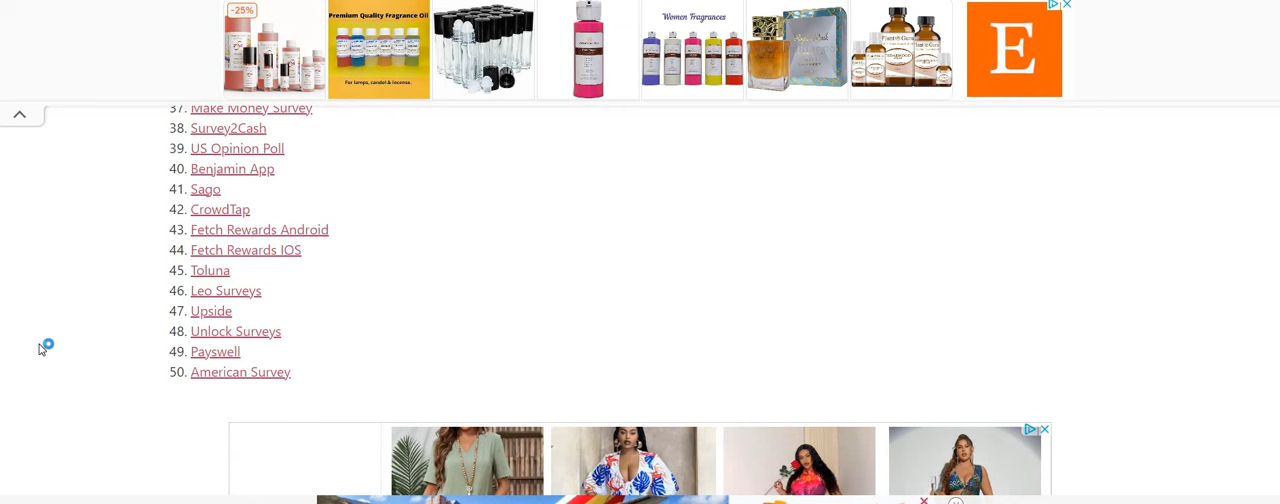 -25%
Premium Quality Fragrance Oil
For lamps, candel & incense.
Women Fragrances
E
37. Make Money Survey
38. Survey2Cash
39. US Opinion Poll
40. Benjamin App
41. Sago
42. CrowdTap
43. Fetch Rewards Android
44. Fetch Rewards IOS
45. Toluna
46. Leo Surveys
47. Upside
48. Unlock Surveys
49. Payswell
50. American Survey